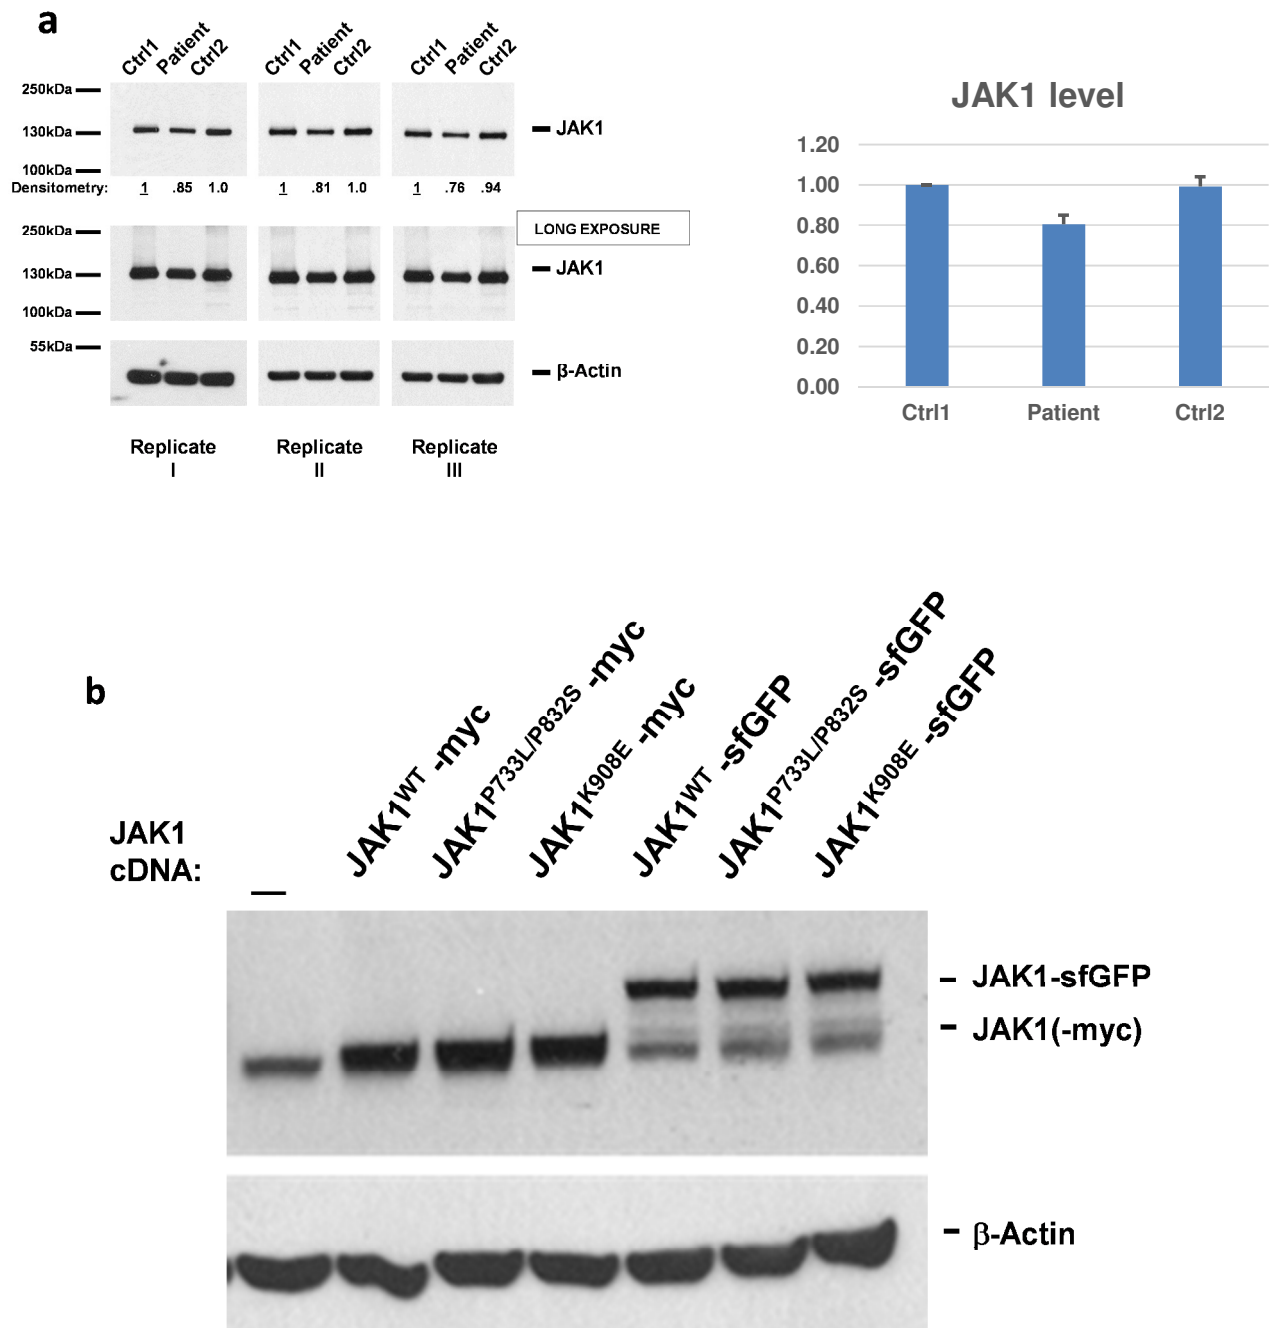 a
Ctrl1 Patient Ctrl2 Ctrl1 Patient Ctrl2 Ctrl1 Patient Ctrl2
250kDa
130kDa
JAK1
100kDa
Densitometry: 1 .85 1.0 1 .81 1.0 1 .76 .94
LONG EXPOSURE
250kDa
130kDa
JAK1
100kDa
55kDa
β-Actin
Replicate I
Replicate II
Replicate III
JAK1 level
1.20
1.00
0.80
0.60
0.40
0.20
0.00
Ctrl1 Patient Ctrl2
b
JAK1 cDNA:
—
JAK1WT -myc
JAK1P733L/P832S -myc
JAK1K908E -myc
JAK1WT -sfGFP
JAK1P733L/P832S -sfGFP
JAK1K908E -sfGFP
JAK1-sfGFP
JAK1(-myc)
β-Actin